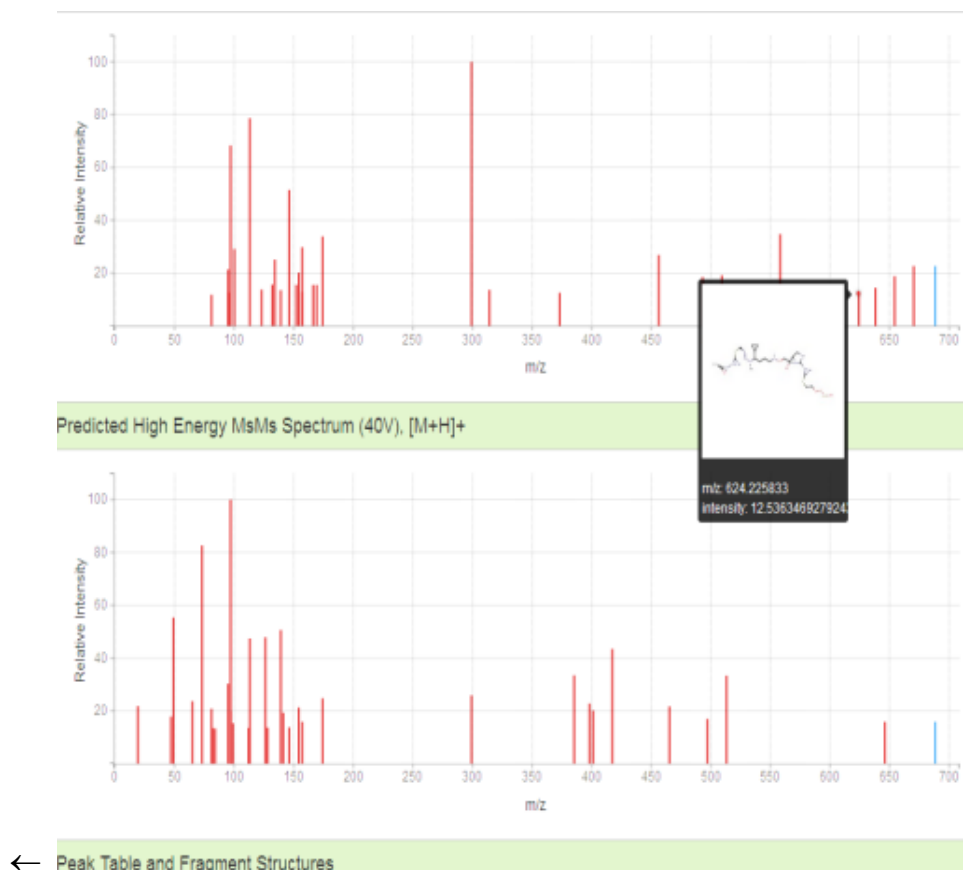 100
80
60
40
20
Relative Intensity
0 50 100 150 200 250 300 350 400 450 650 700
m/z
Predicted High Energy MsMs Spectrum (40V), [M+H]+
m/z: 624.225833
intensity: 12.5363469279243
100
80
60
40
20
Relative Intensity
0 50 100 150 200 250 300 350 400 450 500 550 600 650 700
m/z
← Peak Table and Fragment Structures